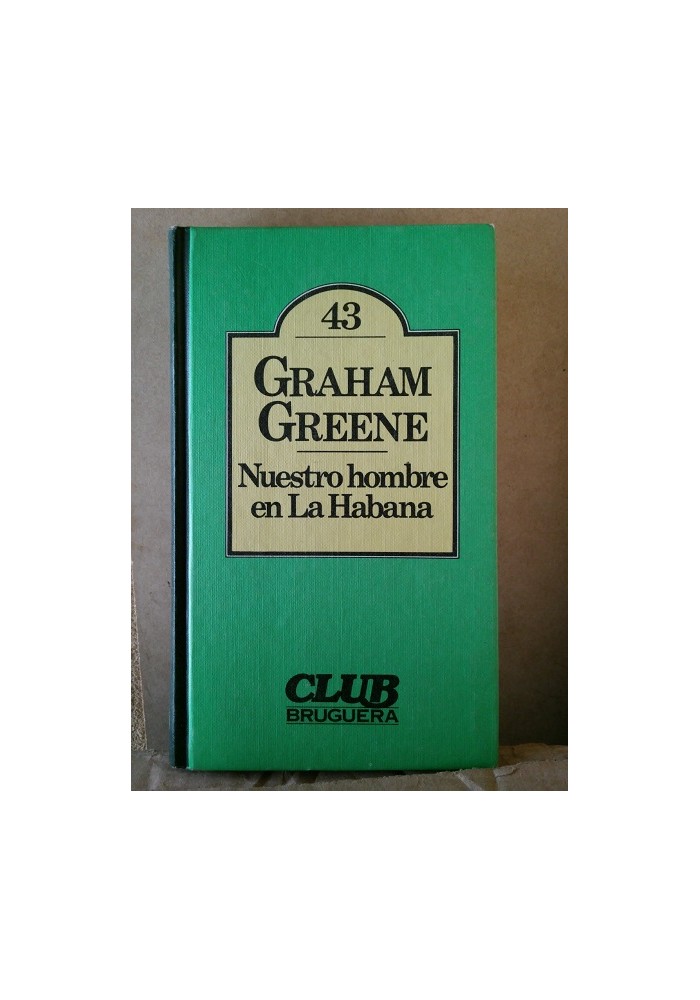 43
GRAHAM
GREENE
Nuestro hombre
en La Habana
CLUB
BRUGUERA